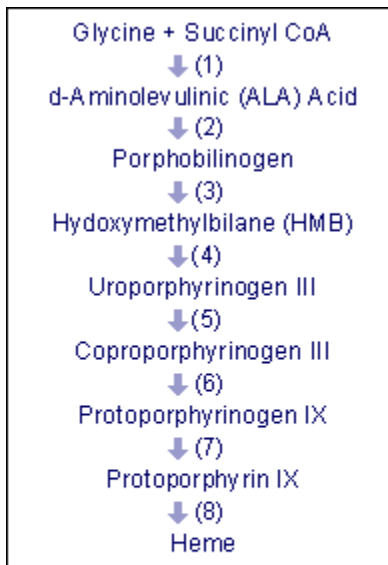 Glycine + Succinyl CoA
(1)
d-Aminolevulinic (ALA) Acid
(2)
Porphobilinogen
(3)
Hydoxymethylbilane (HMB)
(4)
Uroporphyrinogen III
(5)
Coproporphyrinogen III
(6)
Protoporphyrinogen IX
(7)
Protoporphyrin IX
(8)
Heme